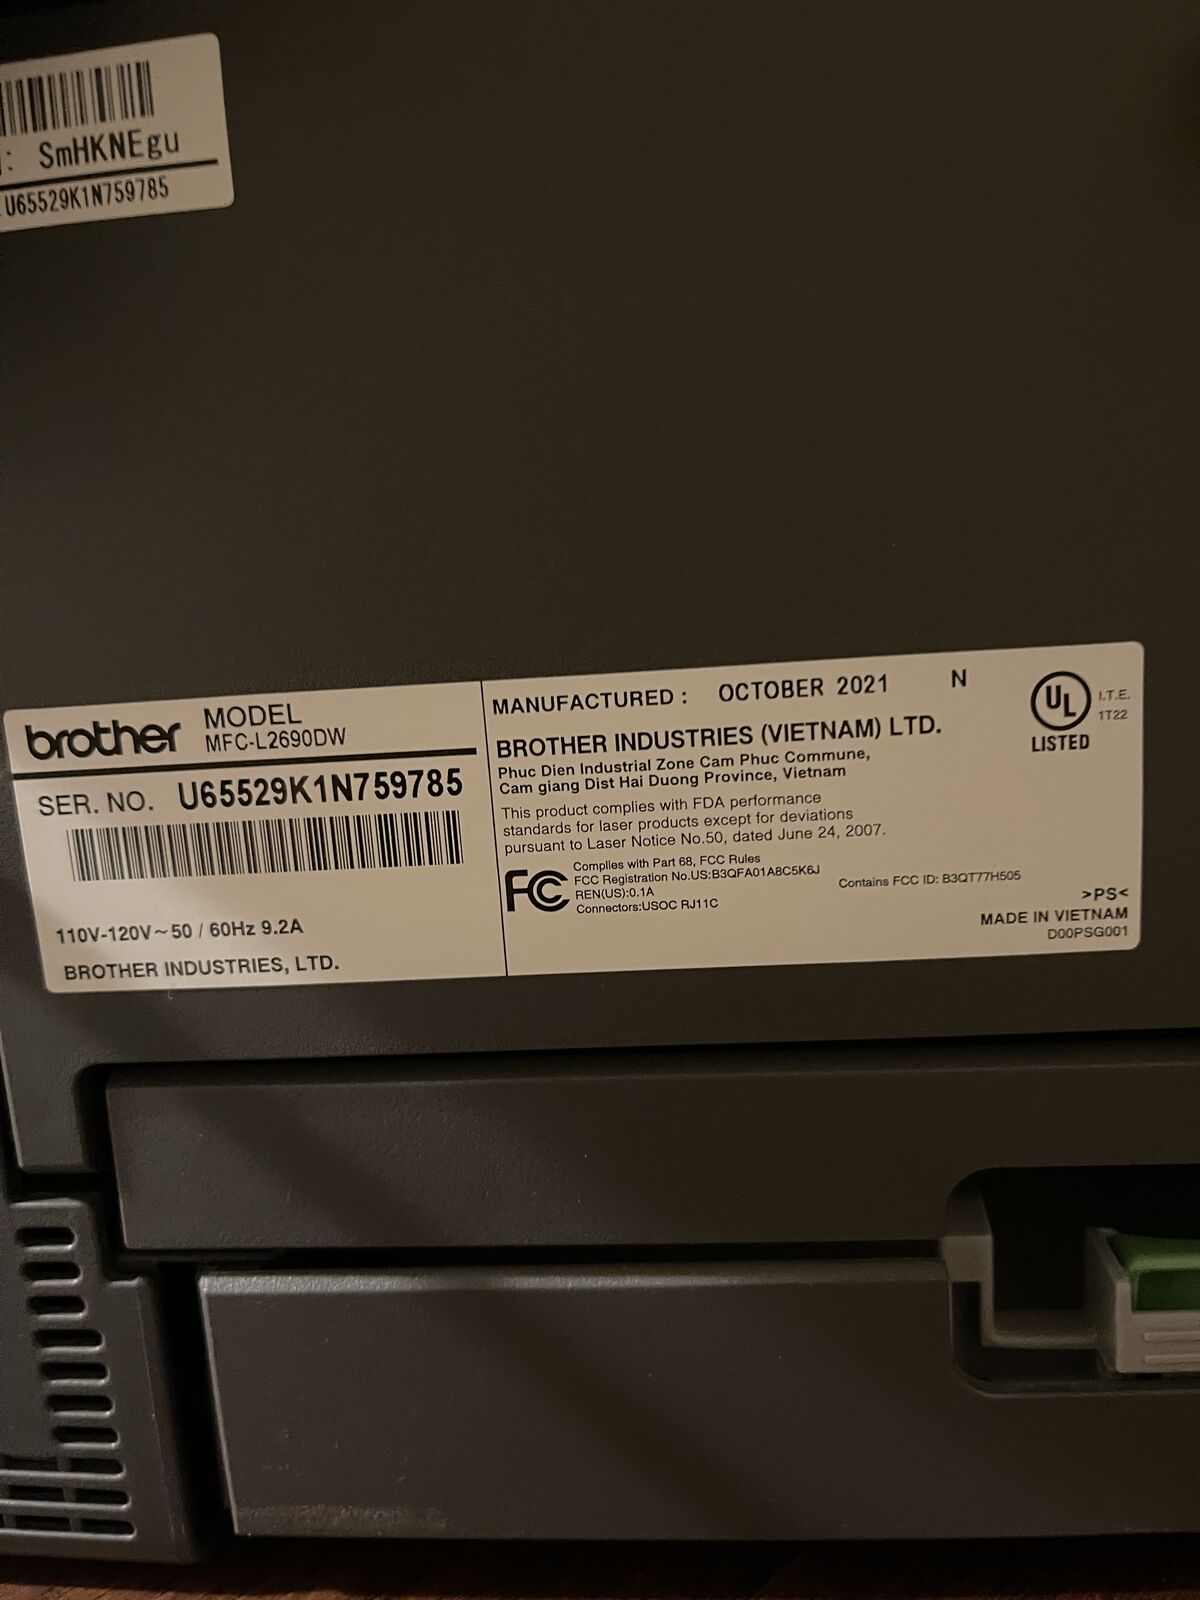 SmHKNEgu
U65529K1N759785
brother
MODEL
MFC-L2690DW
SER. NO. U65529K1N759785
110V-120V~50 / 60Hz 9.2A
BROTHER INDUSTRIES, LTD.
MANUFACTURED : OCTOBER 2021 N
BROTHER INDUSTRIES (VIETNAM) LTD.
Phuc Dien Industrial Zone Cam Phuc Commune,
Cam giang Dist Hai Duong Province, Vietnam
This product complies with FDA performance
standards for laser products except for deviations
pursuant to Laser Notice No.50, dated June 24, 2007.
FC
Complies with Part 68, FCC Rules
FCC Registration No.US:B3QFA01A8C5K6J
REN(US):0.1A
Connectors:USOC RJ11C
Contains FCC ID: B3QT77H505
UL
LISTED
I.T.E.
1T22
>PS<
MADE IN VIETNAM
D00PSG001